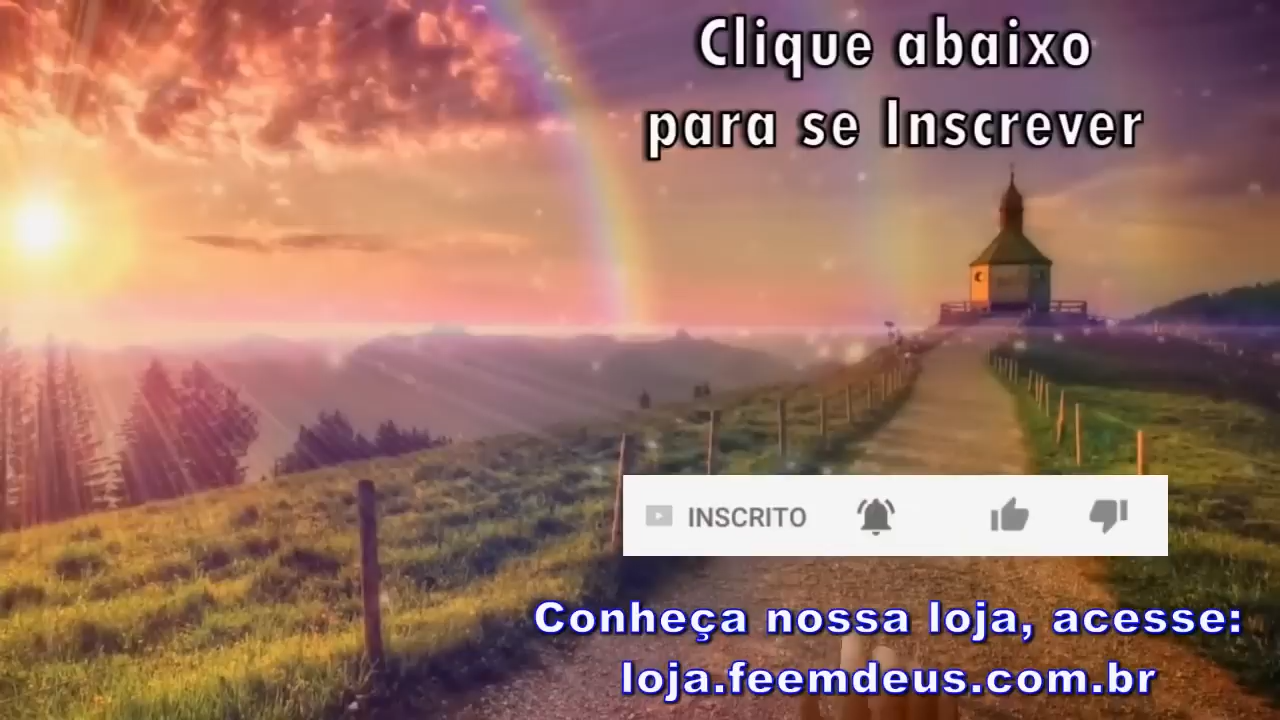 Clique abaixo
para se Inscrever
INSCRITO
Conheça nossa loja, acesse:
loja.feemdeus.com.br